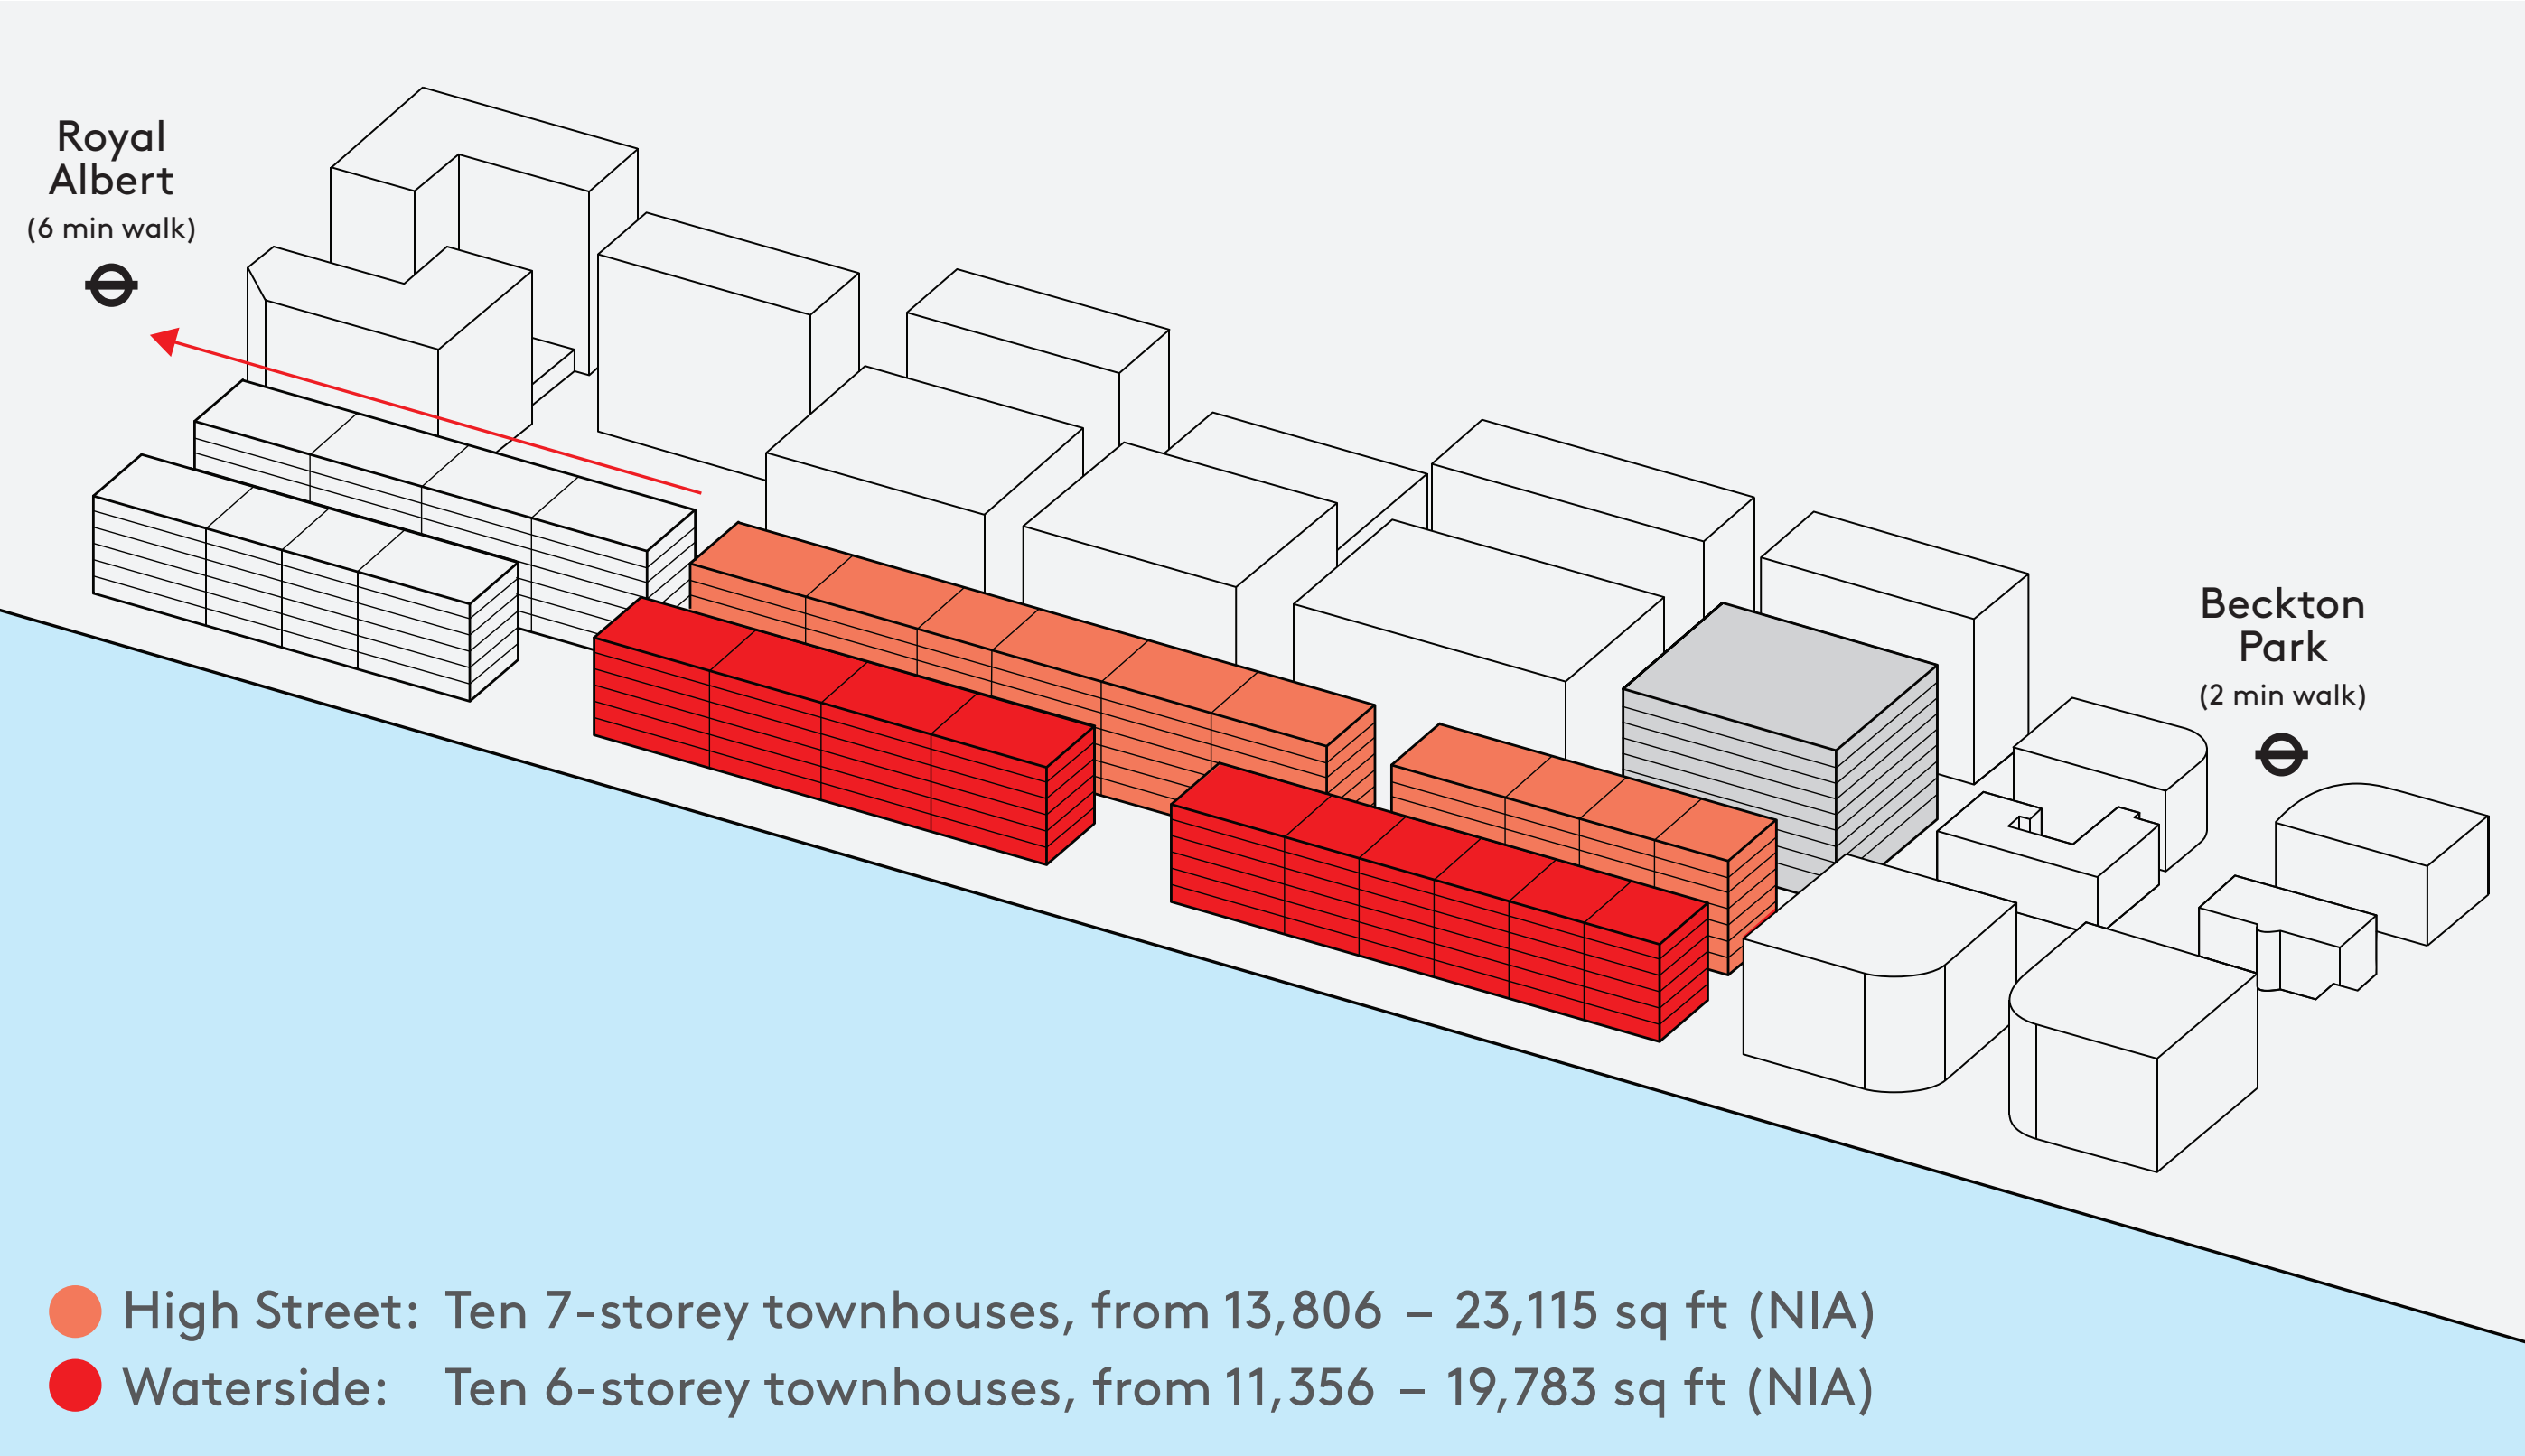 Royal
Albert
(6 min walk)
Beckton
Park
(2 min walk)
High Street: Ten 7-storey townhouses, from 13,806 – 23,115 sq ft (NIA)
Waterside: Ten 6-storey townhouses, from 11,356 – 19,783 sq ft (NIA)